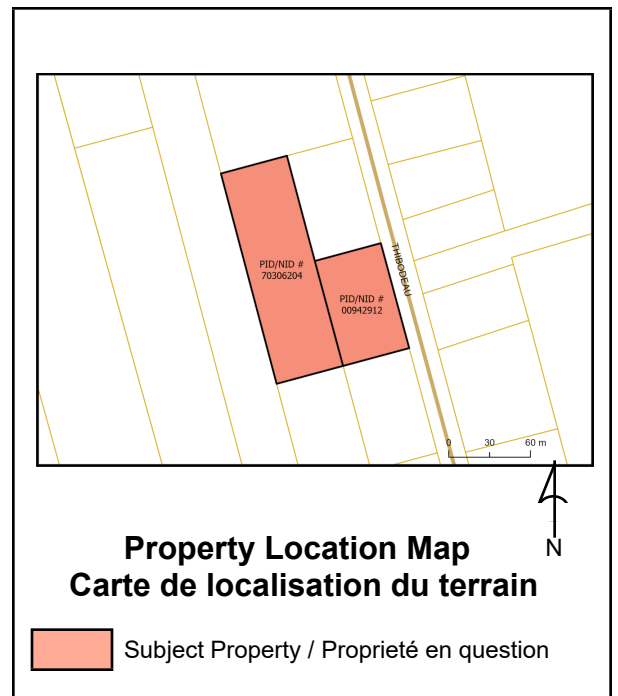 PID/NID #
70306204
PID/NID #
00942912
THIBODEAU
0 30 60 m
N
Property Location Map
Carte de localisation du terrain
Subject Property / Proprieté en question